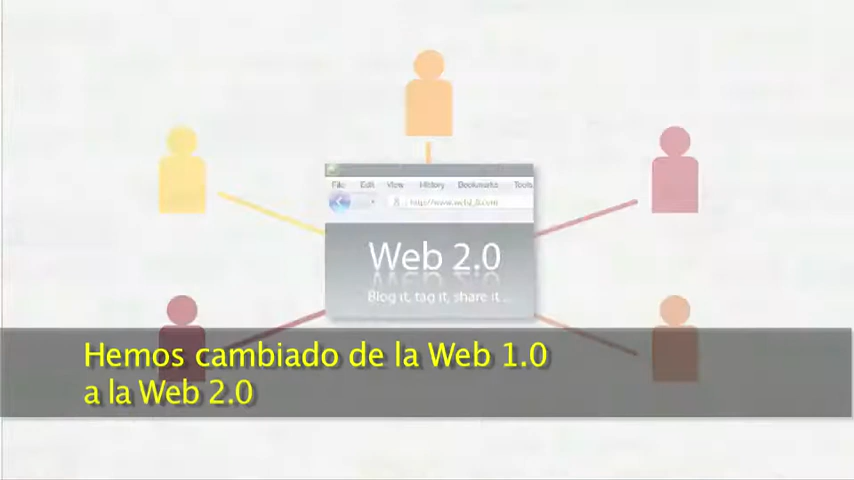 File Edit View History Bookmarks Tools
Web 2.0
Blog it, tag it, share it...
Hemos cambiado de la Web 1.0
a la Web 2.0